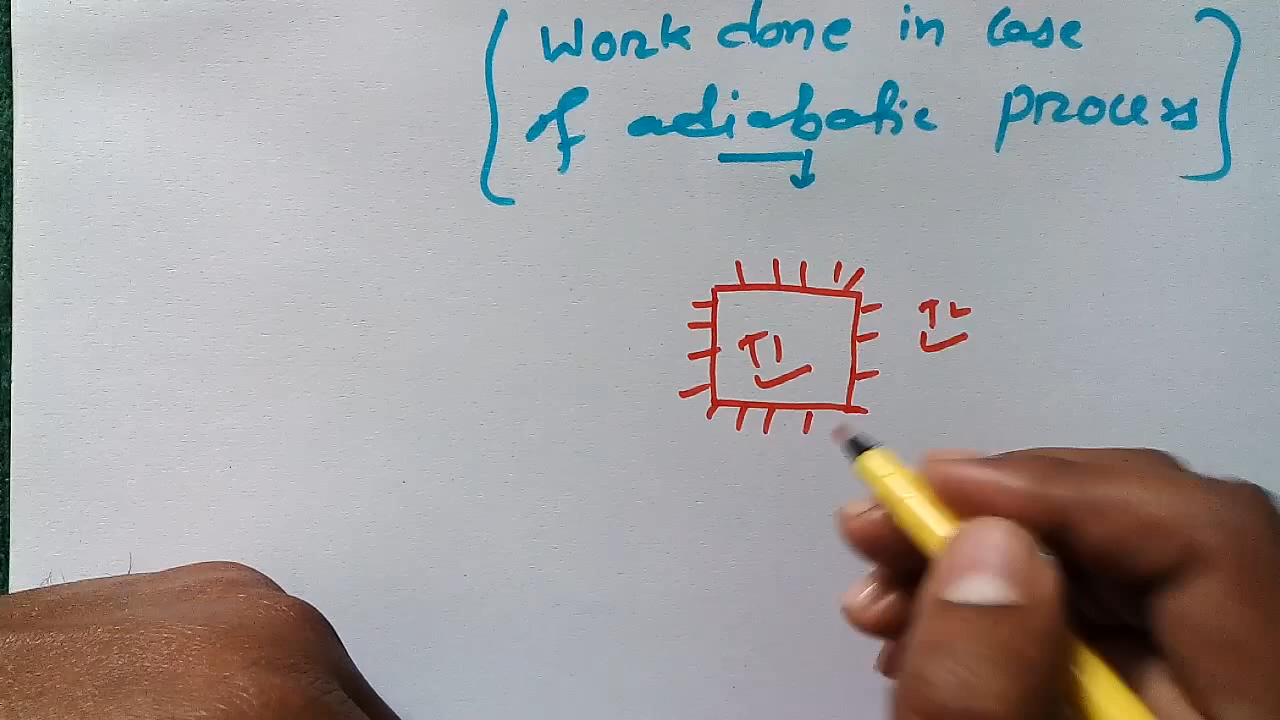 (Work done in case
of adiabatic process)
T1
T2